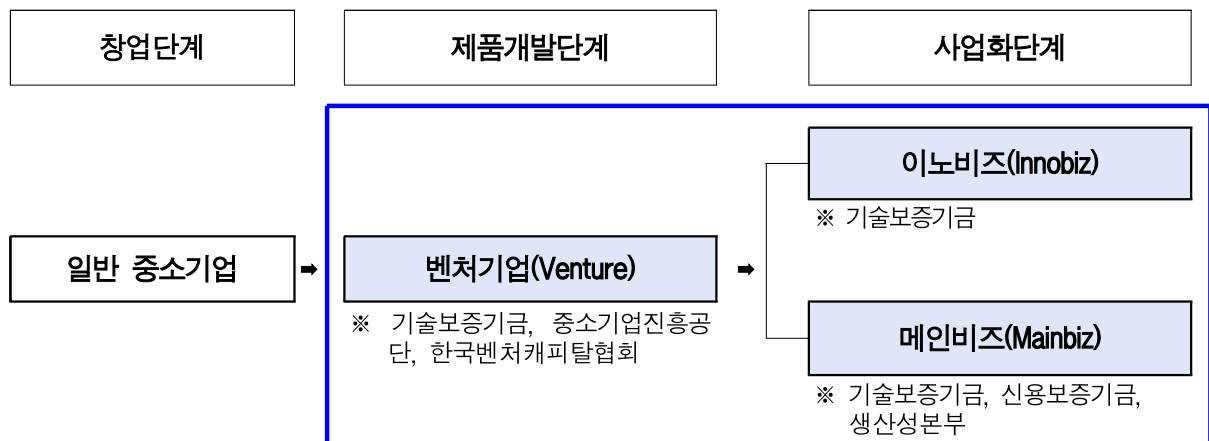 창업단계
제품개발단계
사업화단계
이노비즈(Innobiz)
※ 기술보증기금
일반 중소기업
➡
벤처기업(Venture)
➡
※ 기술보증기금, 중소기업진흥공
단, 한국벤처캐피탈협회
메인비즈(Mainbiz)
※ 기술보증기금, 신용보증기금,
생산성본부